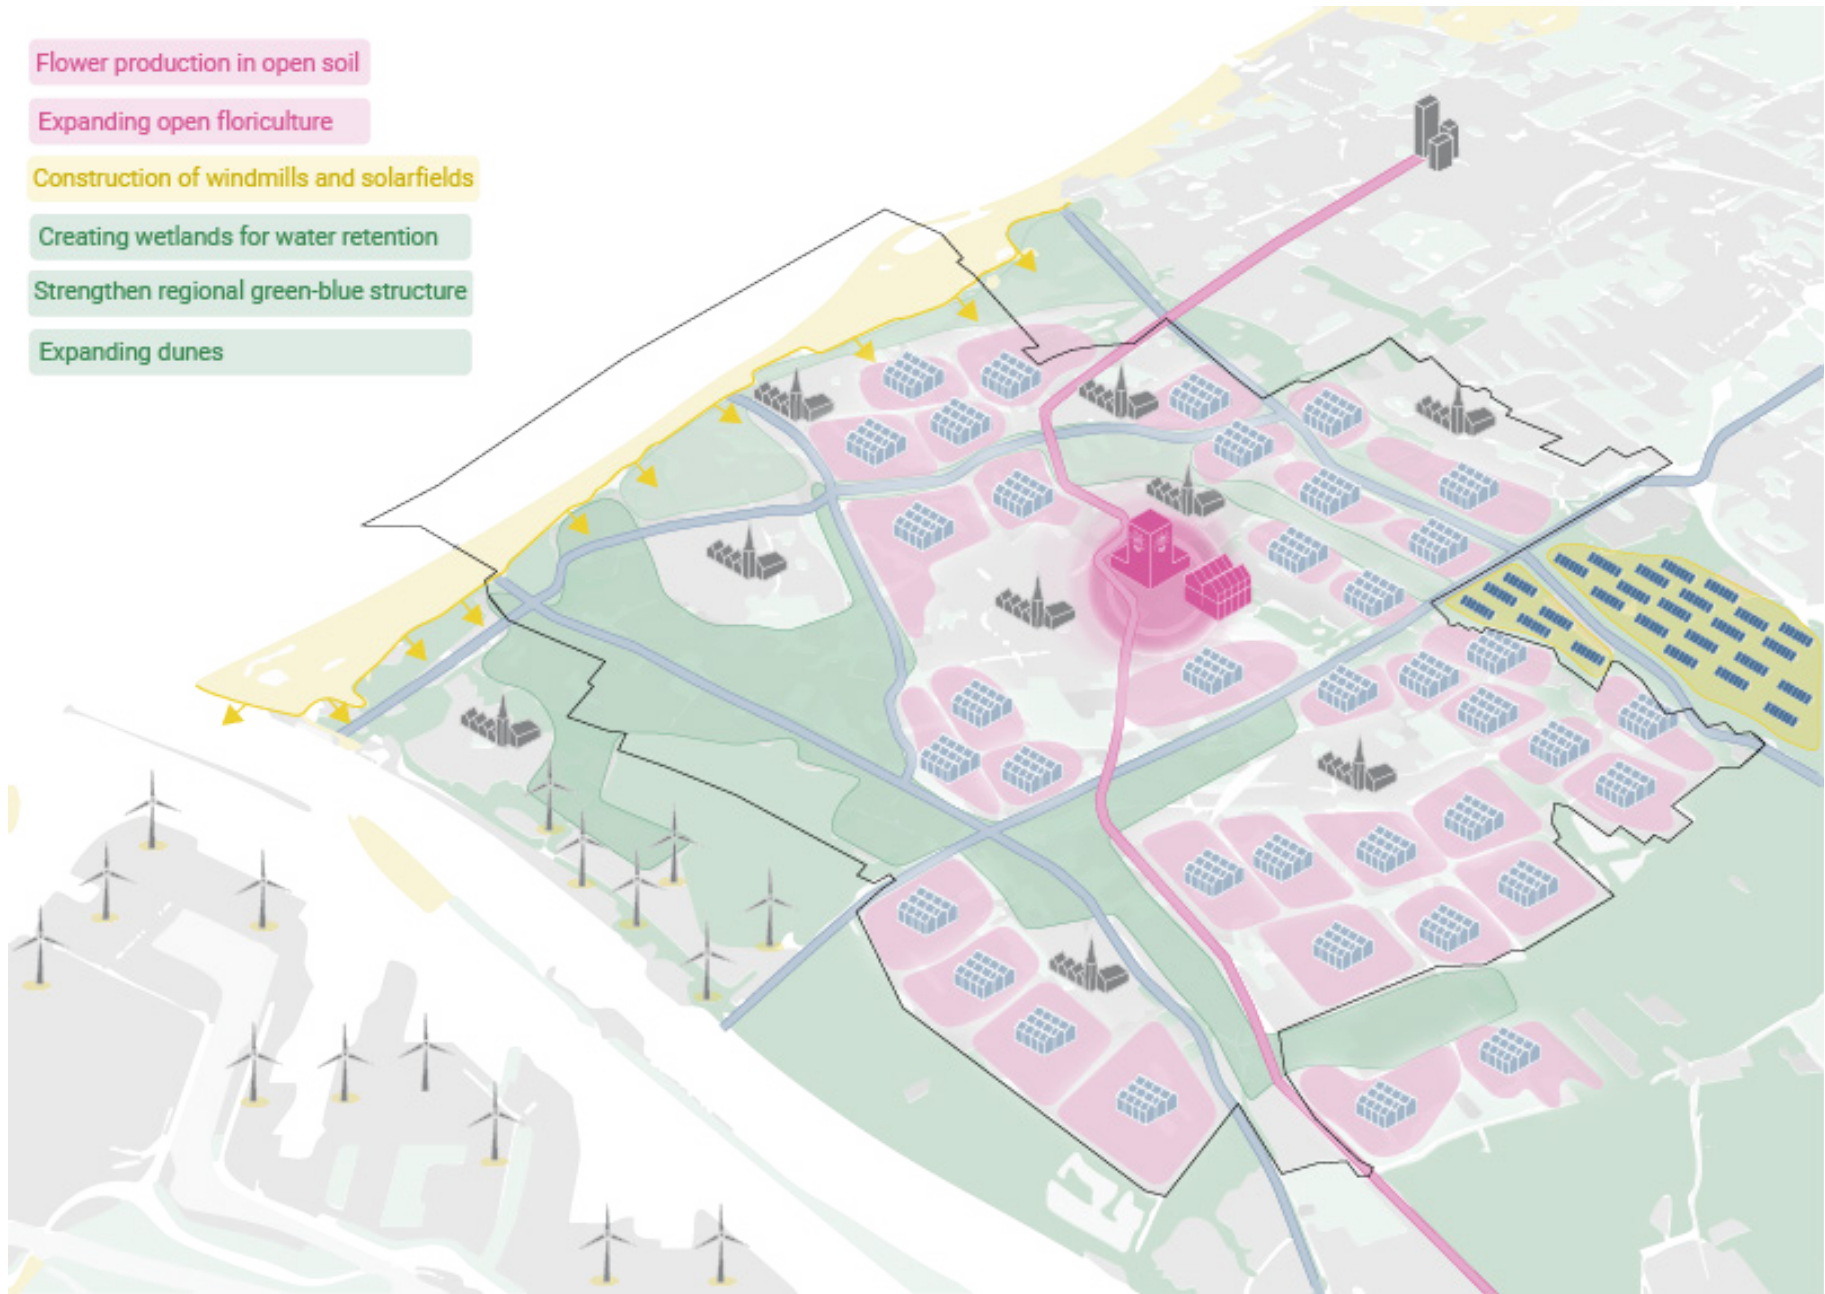 Flower production in open soil
Expanding open floriculture
Construction of windmills and solarfields
Creating wetlands for water retention
Strengthen regional green-blue structure
Expanding dunes